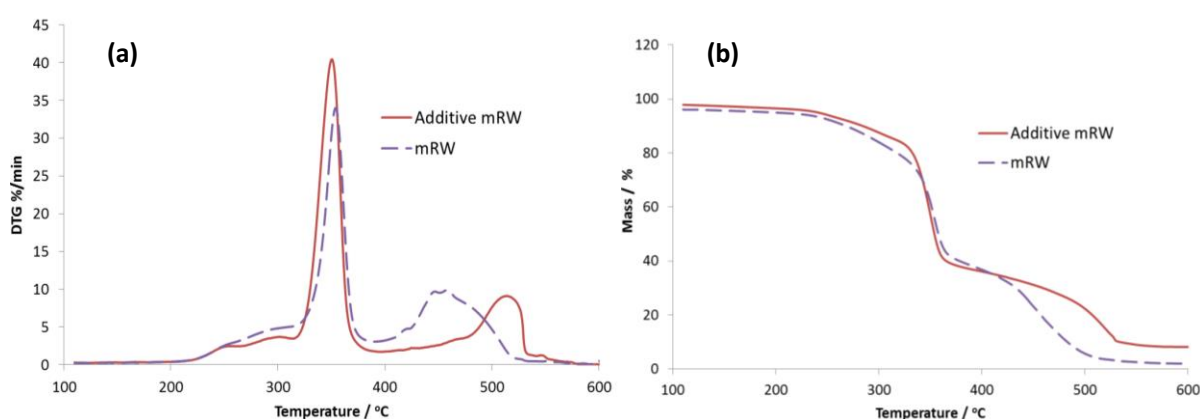 (a)
45
40
35
30
25
20
15
10
5
0
DTG %/min
Additive mRW
mRW
100 200 300 400 500 600
Temperature / °C
(b)
120
100
80
60
40
20
0
Mass / %
Additive mRW
mRW
100 200 300 400 500 600
Temperature / °C